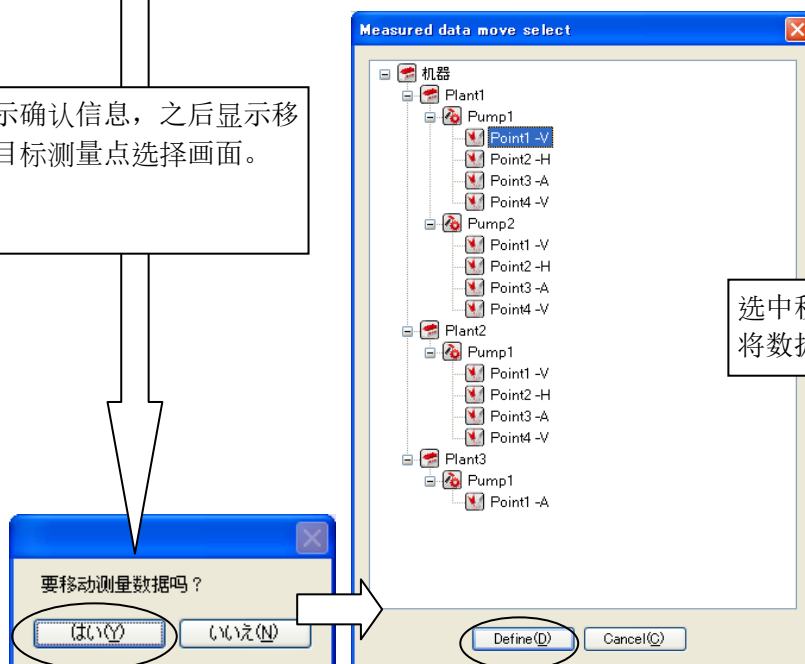 示确认信息，之后显示移
目标测量点选择画面。
要移动测量数据吗？
はい(Y)
いいえ(N)
Measured data move select
机器
Plant1
Pump1
Point1 -V
Point2 -H
Point3 -A
Point4 -V
Pump2
Point1 -V
Point2 -H
Point3 -A
Point4 -V
Plant2
Pump1
Point1 -V
Point2 -H
Point3 -A
Point4 -V
Plant3
Pump1
Point1 -A
Define(D)
Cancel(C)
选中
将数